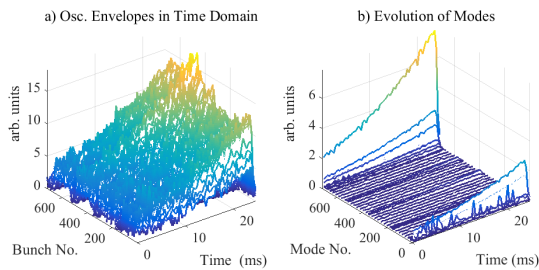 a) Osc. Envelopes in Time Domain
arb. units
15
10
5
0
600
400
200
0
Bunch No.
0
10
20
Time (ms)
b) Evolution of Modes
arb. units
6
4
2
0
600
400
200
0
Mode No.
0
10
20
Time (ms)